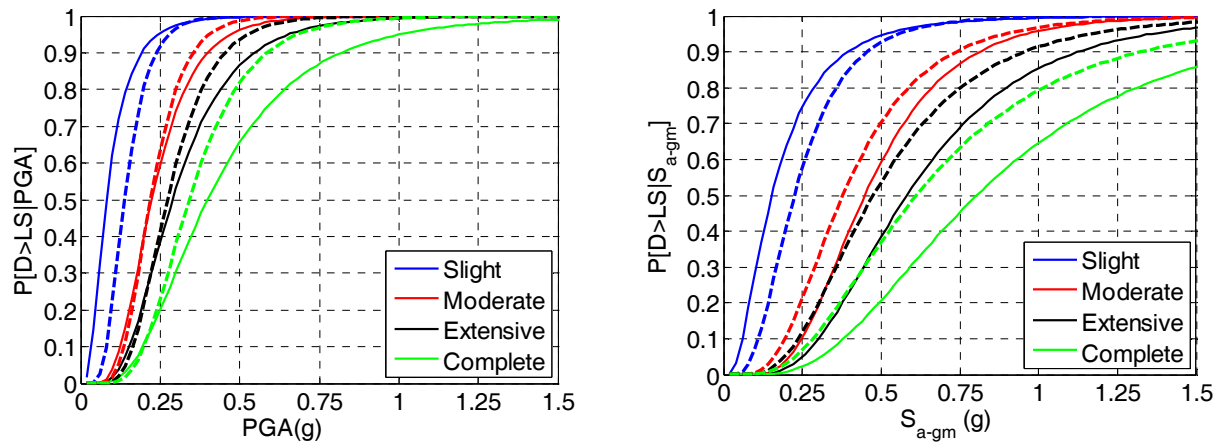 1
0.9
0.8
0.7
0.6
0.5
0.4
0.3
0.2
0.1
0
P[D>LS|PGA]
0 0.25 0.5 0.75 1 1.25 1.5
PGA(g)
Slight
Moderate
Extensive
Complete
1
0.9
0.8
0.7
0.6
0.5
0.4
0.3
0.2
0.1
0
P[D>LS|S_{a-gm}]
0 0.25 0.5 0.75 1 1.25 1.5
S_{a-gm} (g)
Slight
Moderate
Extensive
Complete